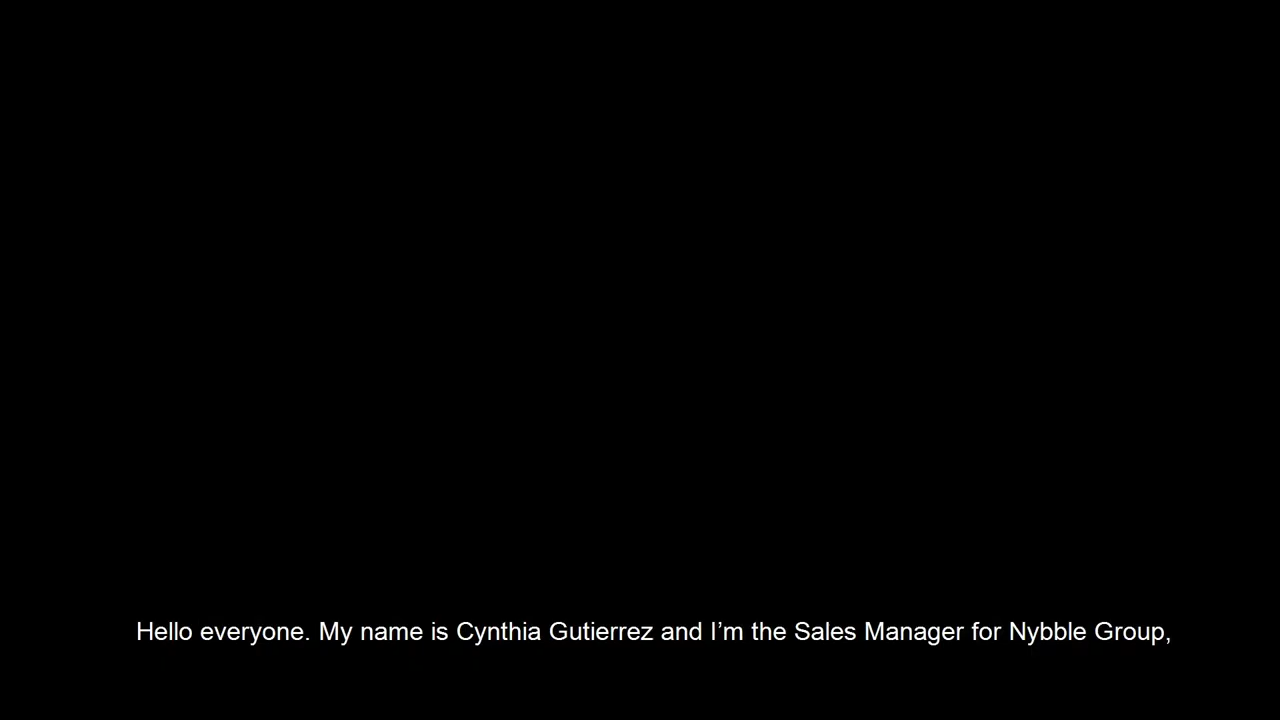 Hello everyone. My name is Cynthia Gutierrez and I’m the Sales Manager for Nybble Group,